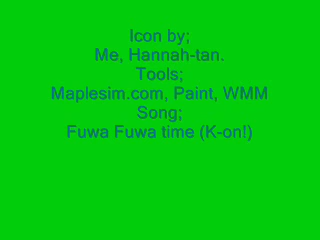 Icon by;
Me, Hannah-tan.
Tools;
Maplesim.com, Paint, WMM
Song;
Fuwa Fuwa time (K-on!)